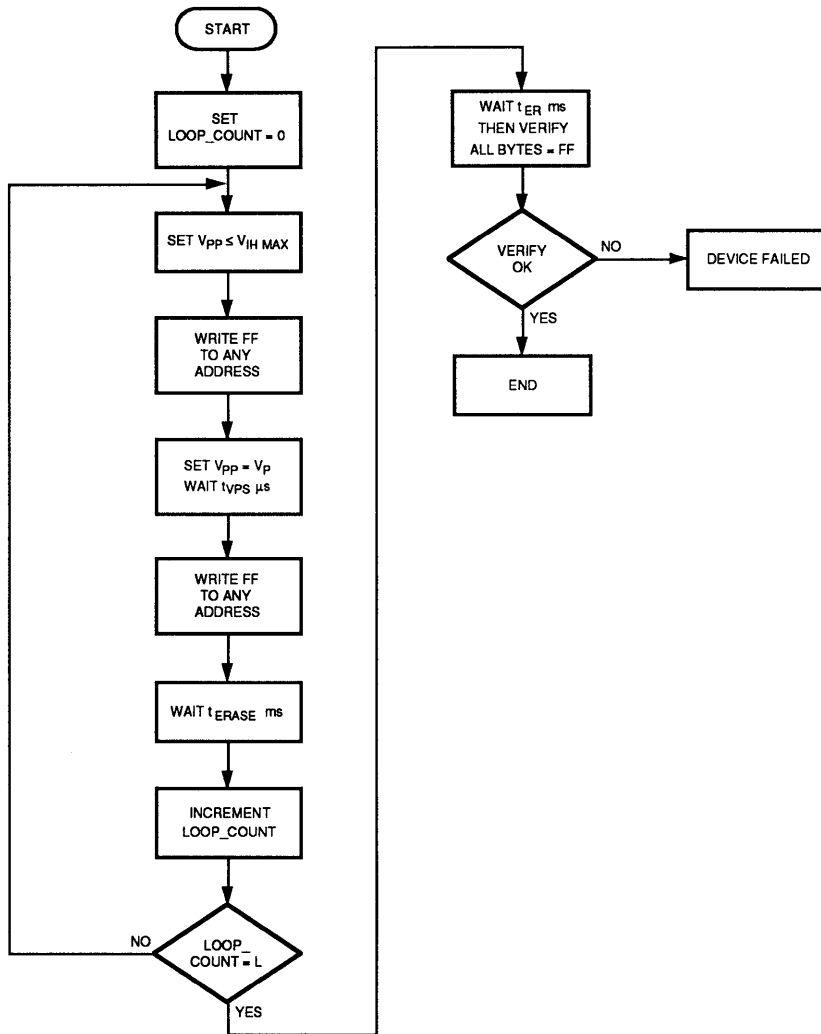 START
SET
LOOP_COUNT = 0
SET VPP ≤ VIH MAX
WRITE FF
TO ANY
ADDRESS
SET VPP = VP
WAIT tVPS µs
WRITE FF
TO ANY
ADDRESS
WAIT tERASE ms
INCREMENT
LOOP_COUNT
LOOP_
COUNT = L
NO
YES
WAIT tER ms
THEN VERIFY
ALL BYTES = FF
VERIFY
OK
NO
DEVICE FAILED
YES
END